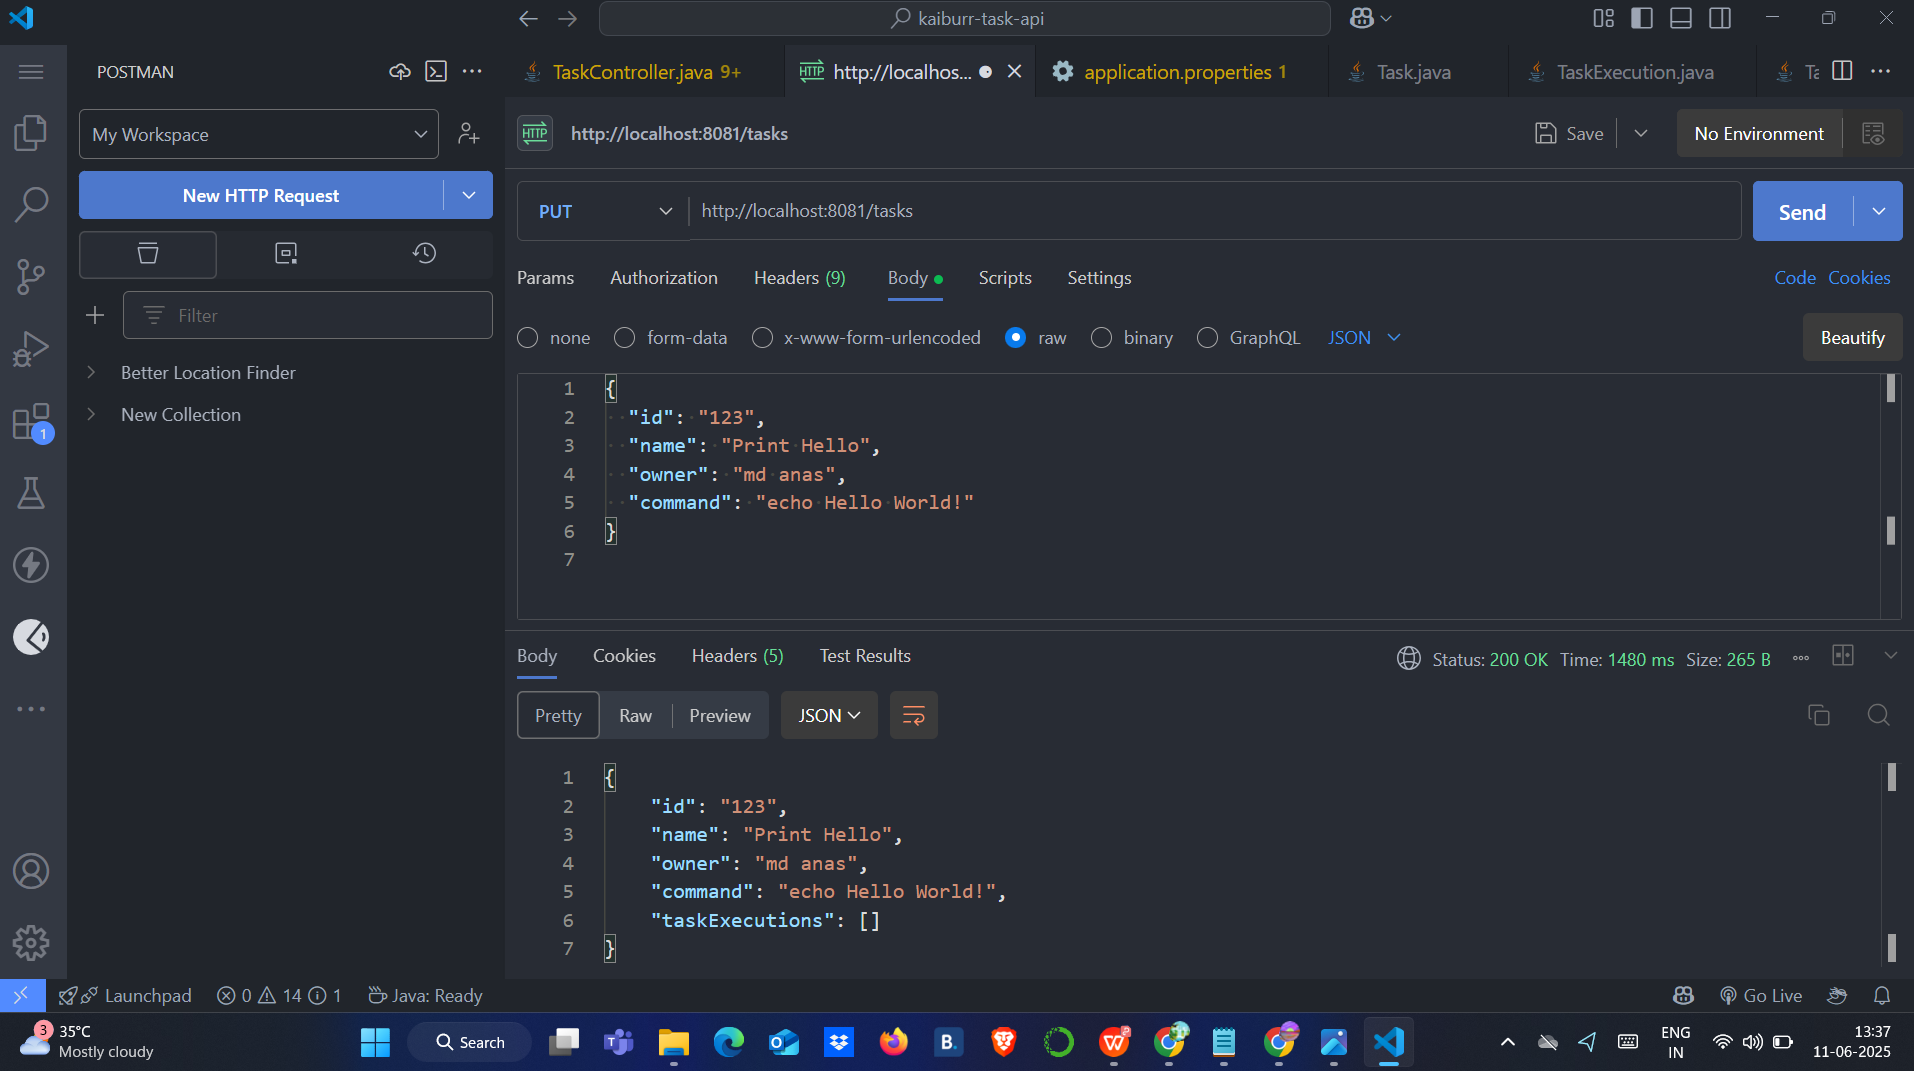 kaiburr-task-api
POSTMAN
TaskController.java 9+
HTTP http://localhos...
application.properties 1
Task.java
TaskExecution.java
Ta
My Workspace
HTTP http://localhost:8081/tasks
Save
No Environment
New HTTP Request
PUT
http://localhost:8081/tasks
Send
Params
Authorization
Headers (9)
Body
Scripts
Settings
Code
Cookies
Filter
none
form-data
x-www-form-urlencoded
raw
binary
GraphQL
JSON
Beautify
Better Location Finder
New Collection
1
1 {
2 "id": "123",
3 "name": "Print Hello",
4 "owner": "md anas",
5 "command": "echo Hello World!"
6 }
7
Body
Cookies
Headers (5)
Test Results
Status: 200 OK Time: 1480 ms Size: 265 B
Pretty
Raw
Preview
JSON
1 {
2 "id": "123",
3 "name": "Print Hello",
4 "owner": "md anas",
5 "command": "echo Hello World!",
6 "taskExecutions": []
7 }
Launchpad
0
14
1
Java: Ready
Go Live
3
35°C
Mostly cloudy
Search
B.
ENG
IN
13:37
11-06-2025